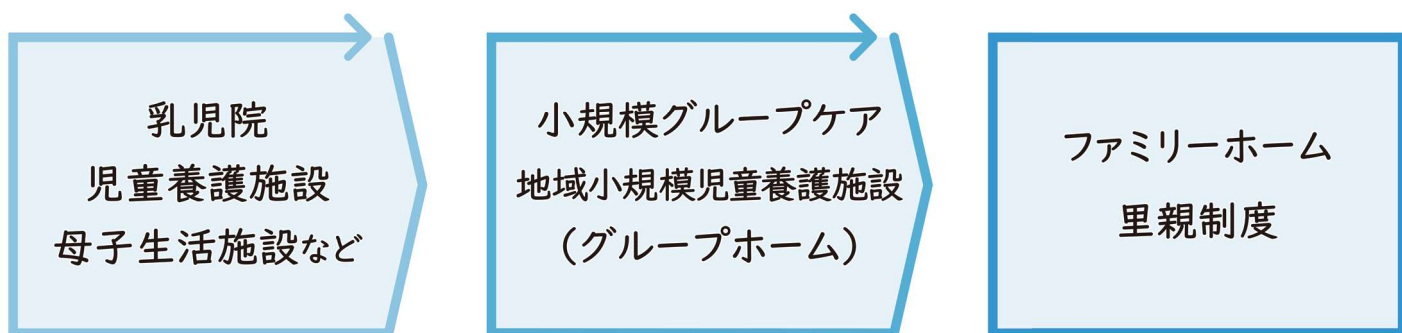 乳児院
児童養護施設
母子生活施設など
小規模グループケア
地域小規模児童養護施設
(グループホーム)
ファミリーホーム
里親制度